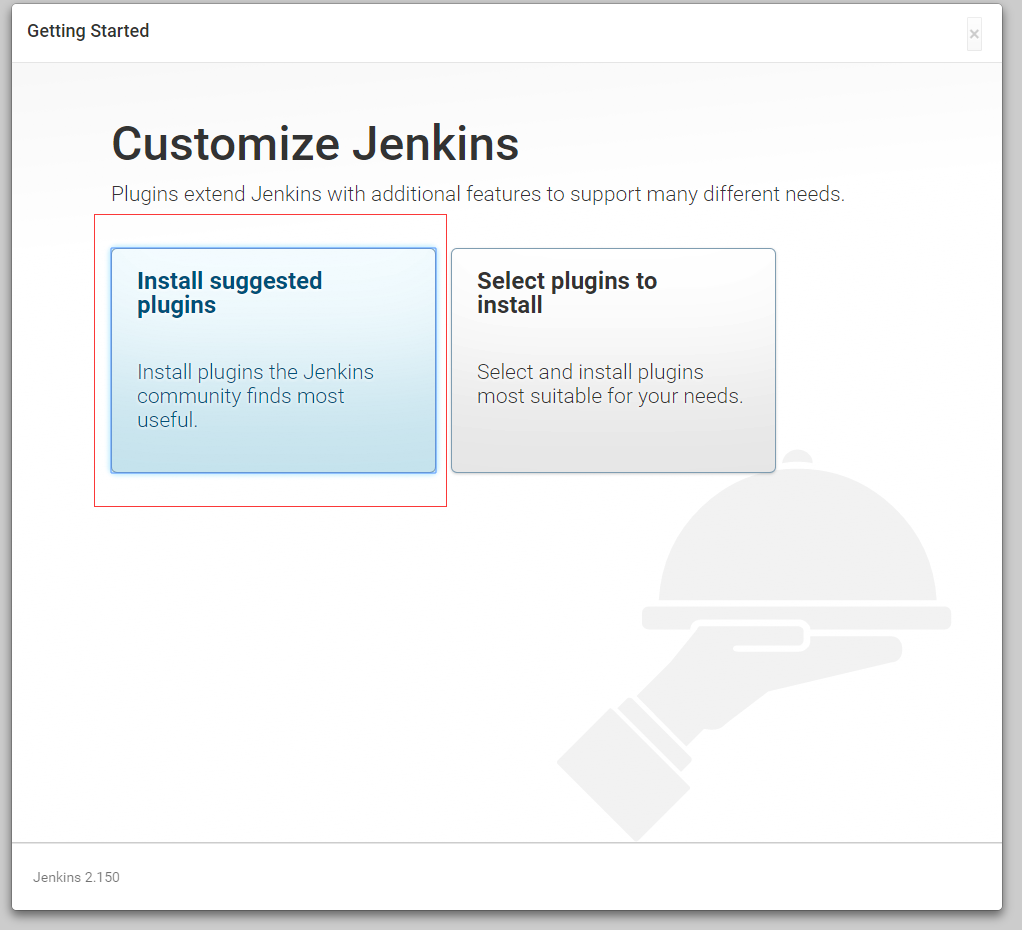 Getting Started
×
Customize Jenkins
Plugins extend Jenkins with additional features to support many different needs.
Install suggested
plugins
Install plugins the Jenkins
community finds most
useful.
Select plugins to
install
Select and install plugins
most suitable for your needs.
Jenkins 2.150